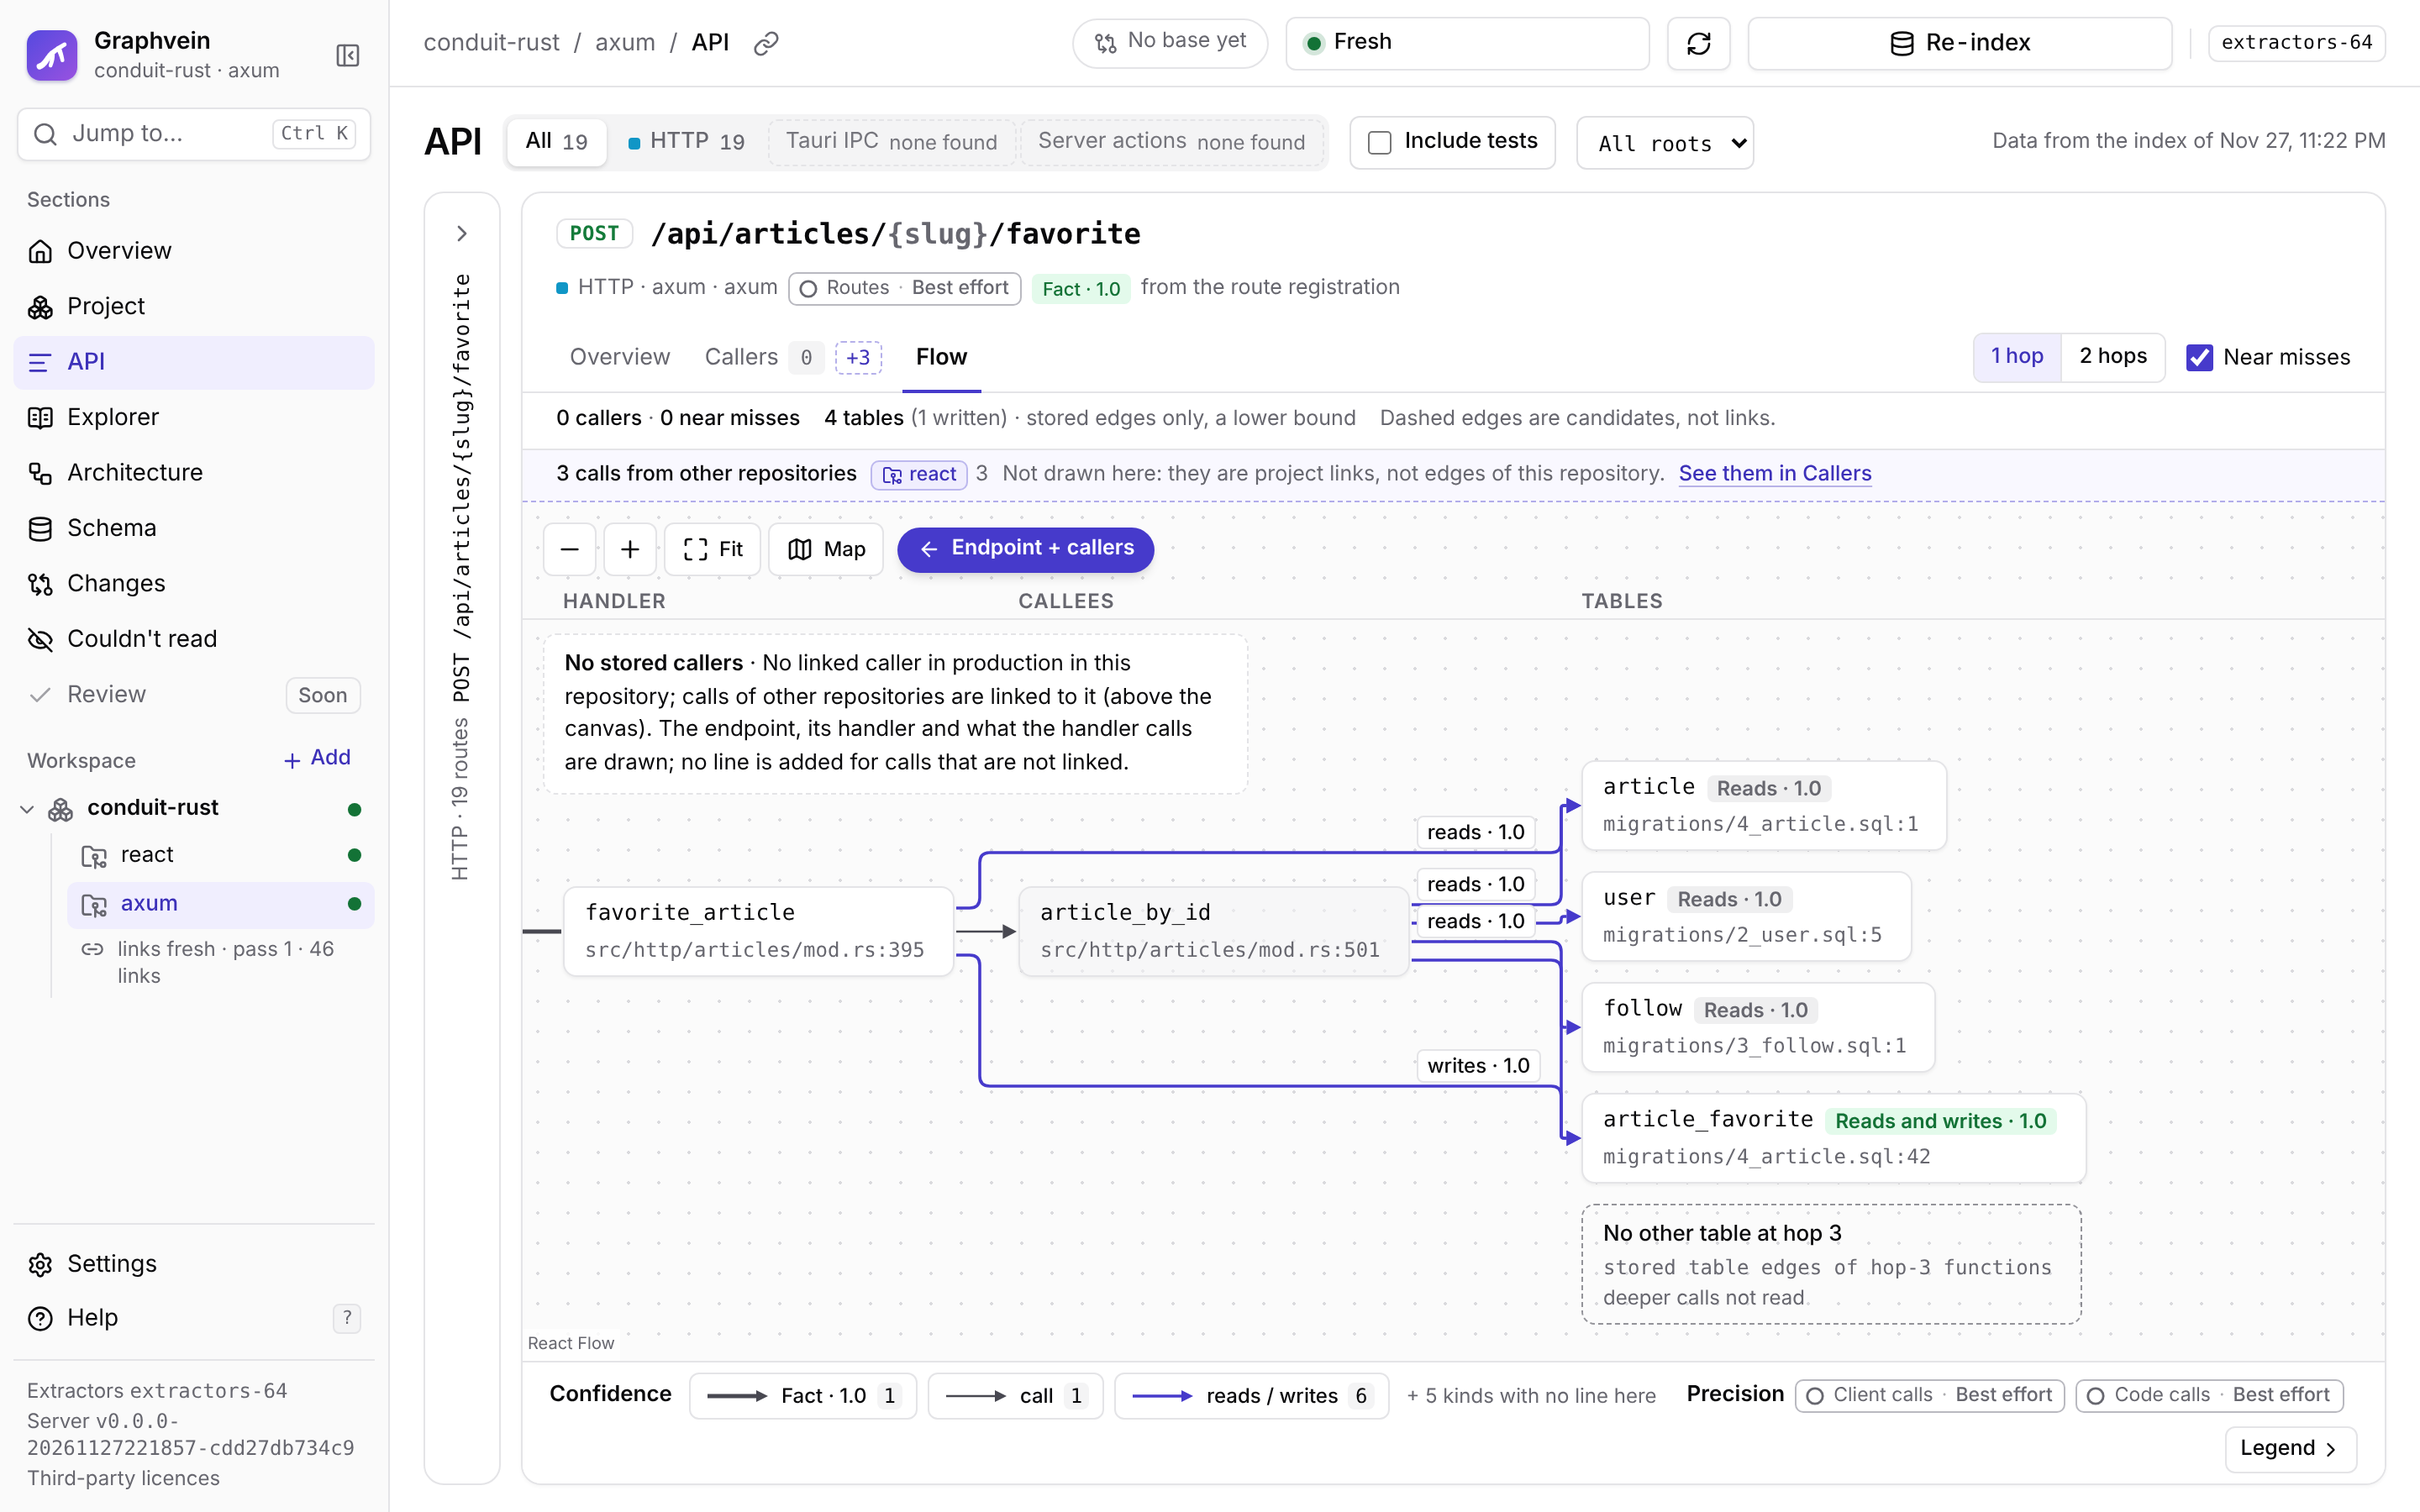 Graphvein
conduit-rust · axum
Jump to...
Ctrl K
Sections
Overview
Project
API
Explorer
Architecture
Schema
Changes
Couldn't read
Review
Soon
Workspace
+ Add
conduit-rust
react
axum
links fresh · pass 1 · 46
links
Settings
Help
?
Extractors extractors-64
Server v0.0.0-
20261127221857-cdd27db734c9
Third-party licences
conduit-rust / axum / API
No base yet
Fresh
Re-index
extractors-64
API
All 19
HTTP 19
Tauri IPC none found
Server actions none found
Include tests
All roots
Data from the index of Nov 27, 11:22 PM
HTTP · 19 routes POST /api/articles/{slug}/favorite
POST /api/articles/{slug}/favorite
HTTP · axum · axum
Routes · Best effort
Fact · 1.0
from the route registration
Overview
Callers 0 +3
Flow
1 hop
2 hops
Near misses
0 callers · 0 near misses 4 tables (1 written) · stored edges only, a lower bound Dashed edges are candidates, not links.
3 calls from other repositories react 3 Not drawn here: they are project links, not edges of this repository. See them in Callers
Fit
Map
Endpoint + callers
HANDLER
CALLEES
TABLES
No stored callers · No linked caller in production in this
repository; calls of other repositories are linked to it (above the
canvas). The endpoint, its handler and what the handler calls
are drawn; no line is added for calls that are not linked.
favorite_article
src/http/articles/mod.rs:395
article_by_id
src/http/articles/mod.rs:501
reads · 1.0
reads · 1.0
reads · 1.0
writes · 1.0
article Reads · 1.0
migrations/4_article.sql:1
user Reads · 1.0
migrations/2_user.sql:5
follow Reads · 1.0
migrations/3_follow.sql:1
article_favorite Reads and writes · 1.0
migrations/4_article.sql:42
No other table at hop 3
stored table edges of hop-3 functions
deeper calls not read
React Flow
Confidence
Fact · 1.0 1
call 1
reads / writes 6
+ 5 kinds with no line here
Precision
Client calls · Best effort
Code calls · Best effort
Legend